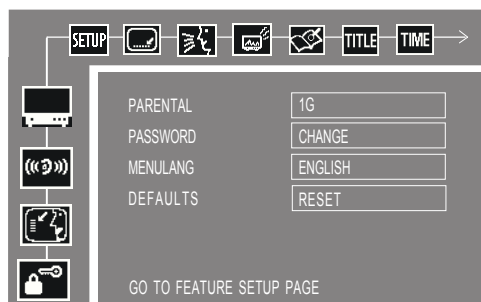 SETUP TITLE TIME
PARENTAL 1G
PASSWORD CHANGE
MENULANG ENGLISH
DEFAULTS RESET
GO TO FEATURE SETUP PAGE